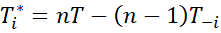 $T_i^* = nT - (n-1)T_{-i}$